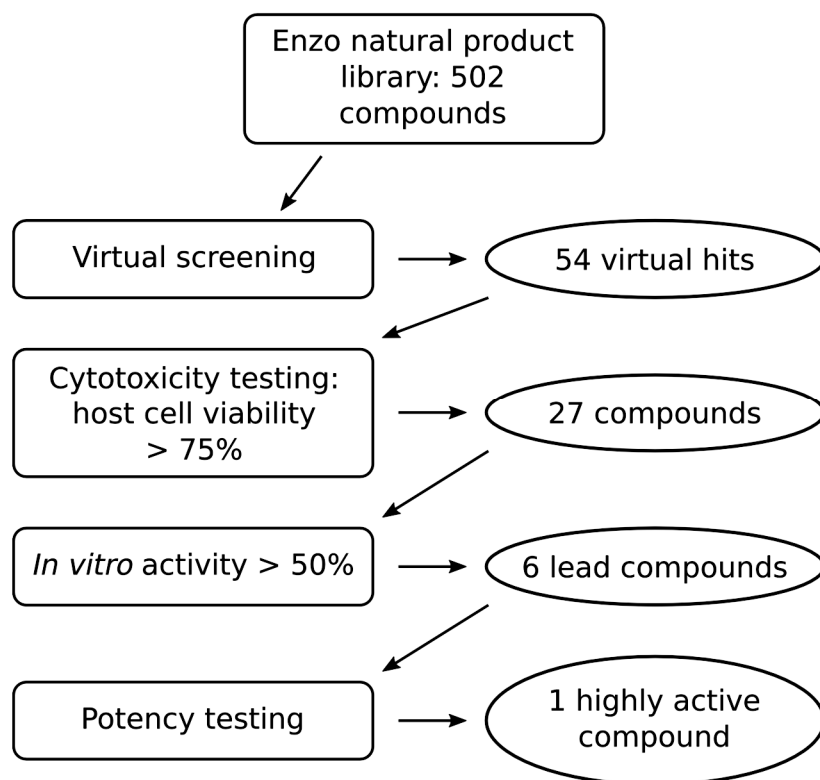 Enzo natural product
library: 502
compounds
Virtual screening
54 virtual hits
Cytotoxicity testing:
host cell viability
> 75%
27 compounds
In vitro activity > 50%
6 lead compounds
Potency testing
1 highly active
compound